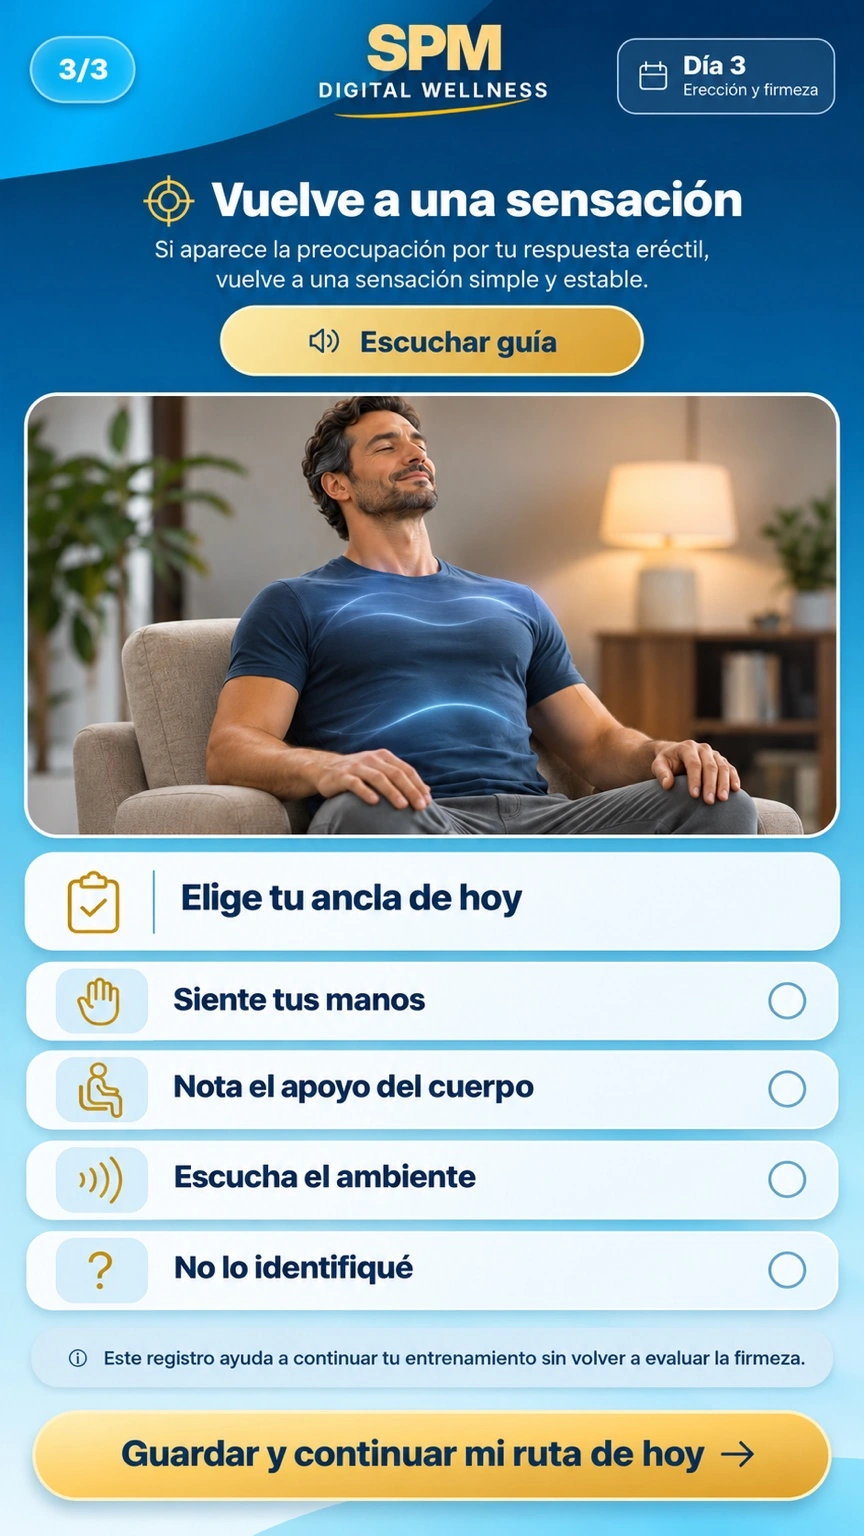 3/3
SPM
DIGITAL WELLNESS
Día 3
Erección y firmeza
Vuelve a una sensación
Si aparece la preocupación por tu respuesta eréctil,
vuelve a una sensación simple y estable.
Escuchar guía
Elige tu ancla de hoy
Siente tus manos
Nota el apoyo del cuerpo
Escucha el ambiente
?
No lo identifiqué
Este registro ayuda a continuar tu entrenamiento sin volver a evaluar la firmeza.
Guardar y continuar mi ruta de hoy →